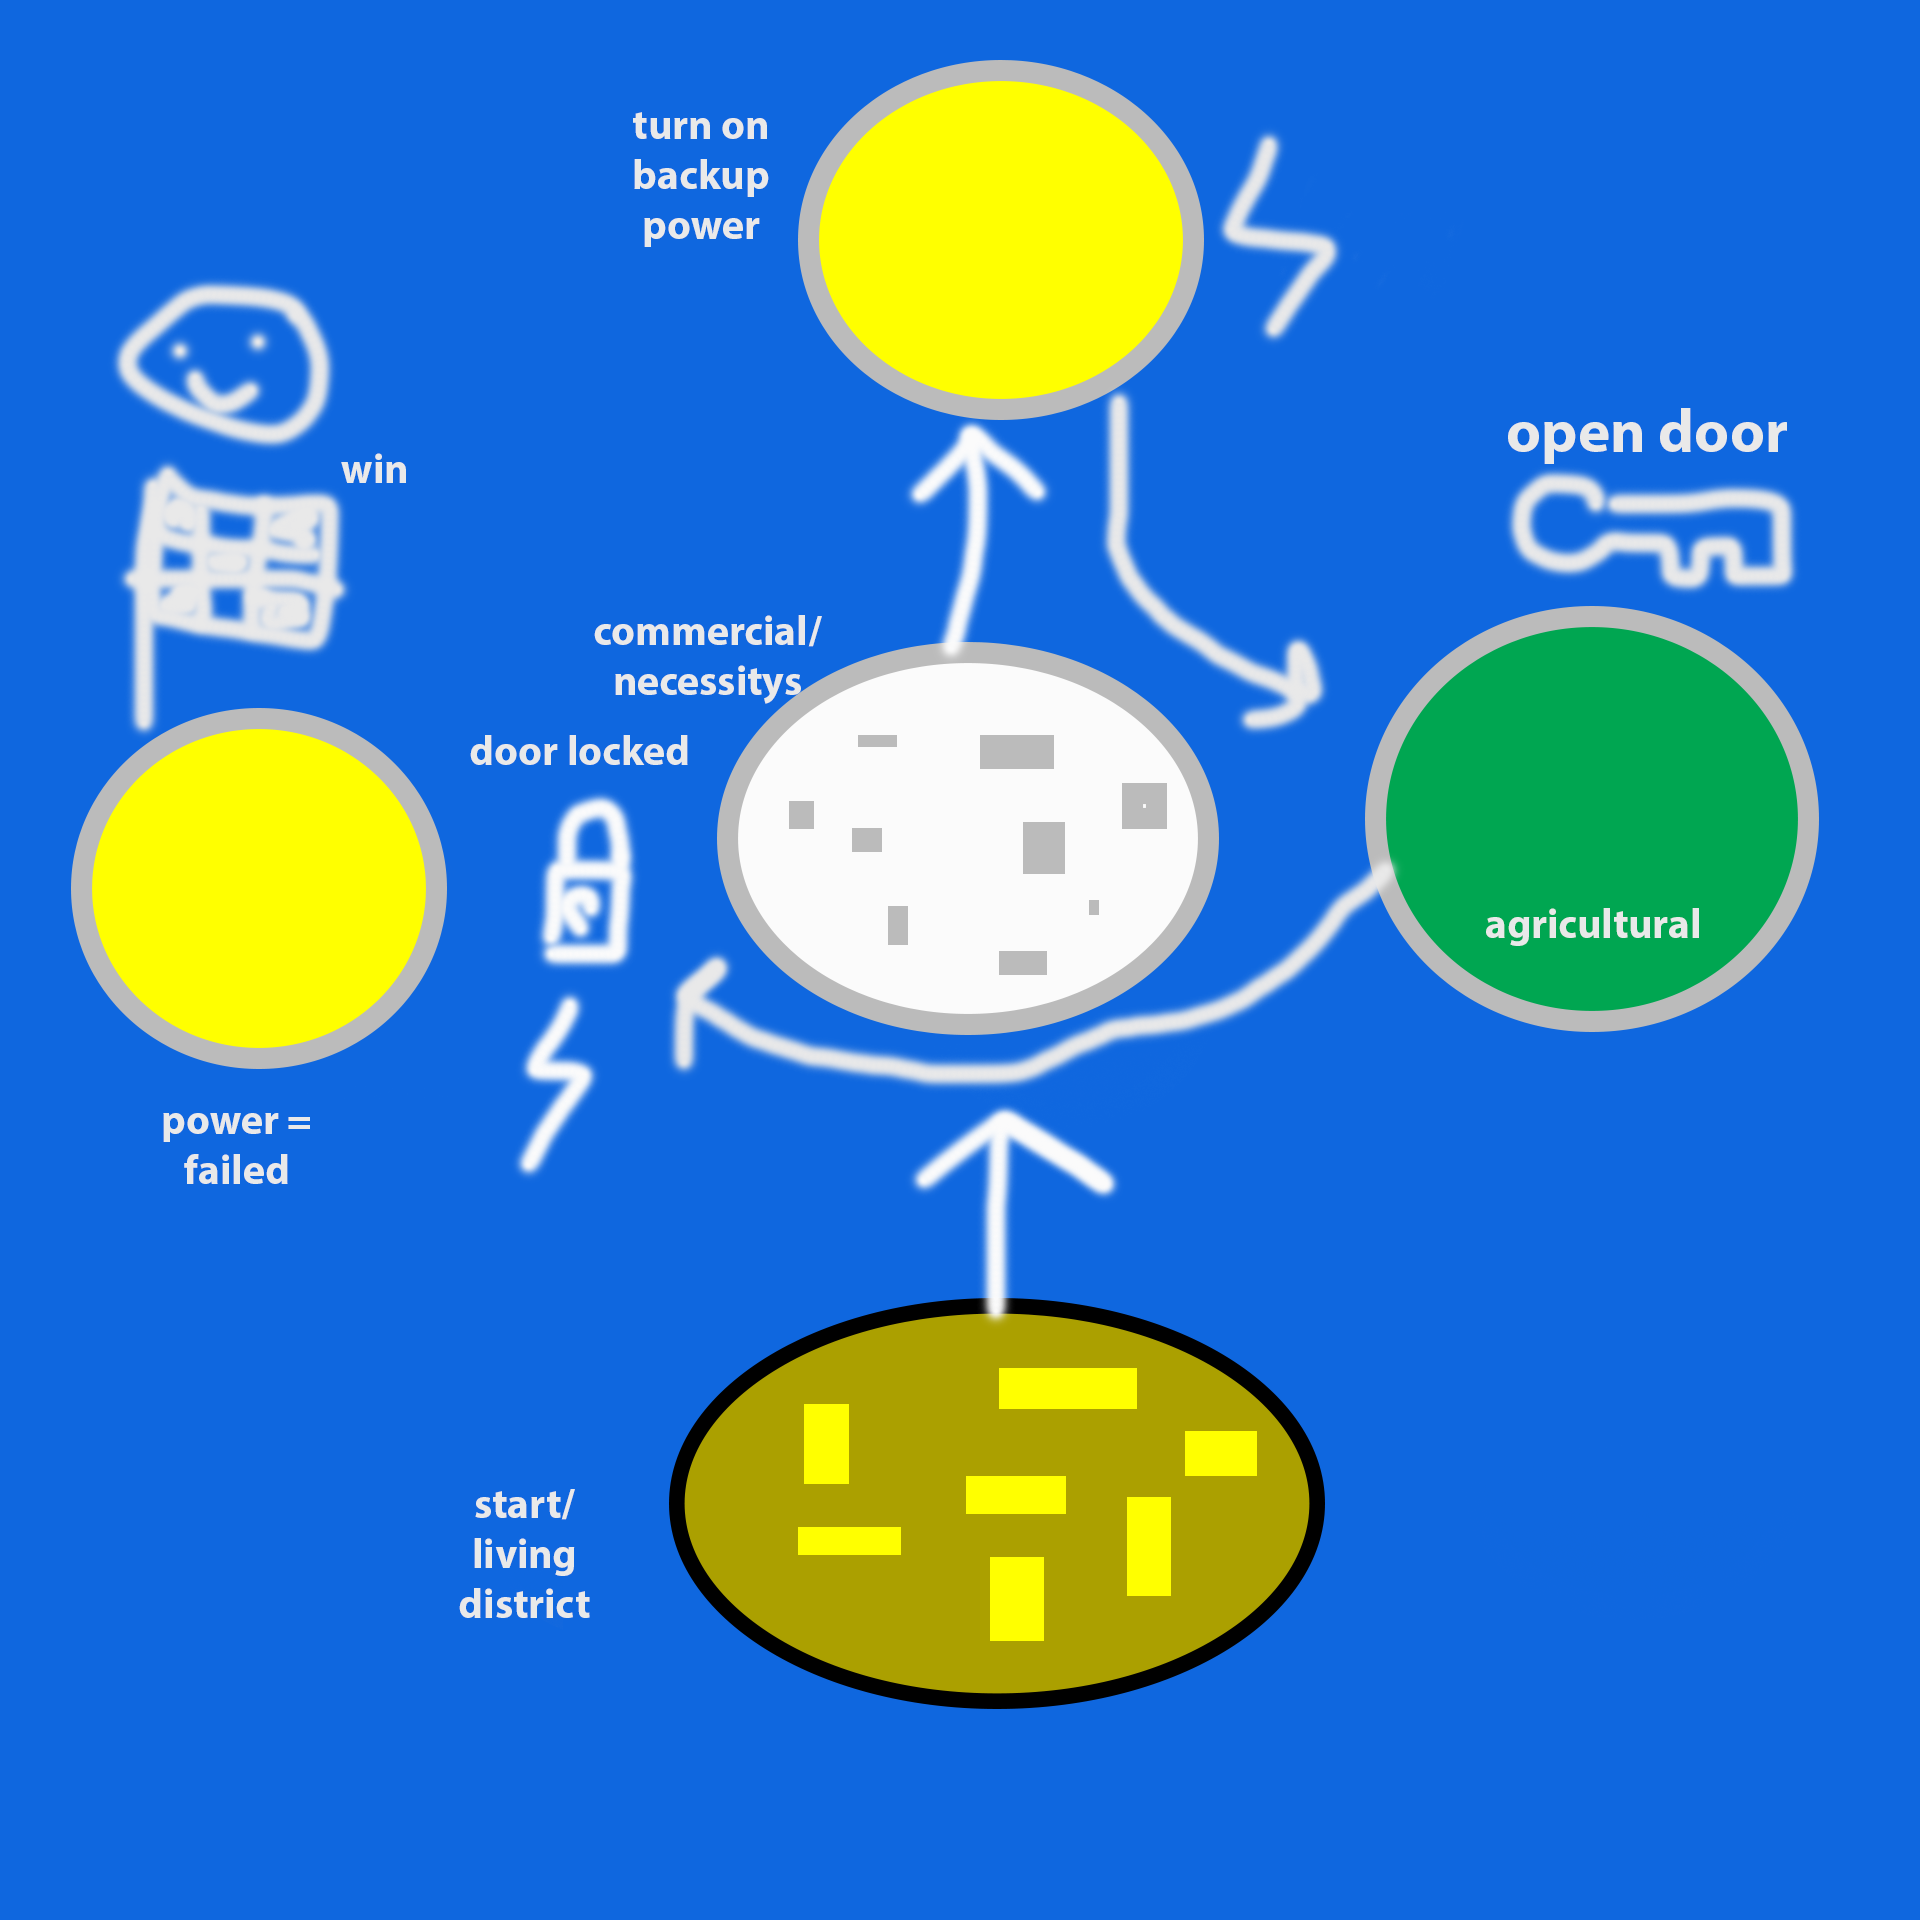 turn on
backup
power
open door
win
commercial/
necessitys
door locked
agricultural
power =
failed
start/
living
district